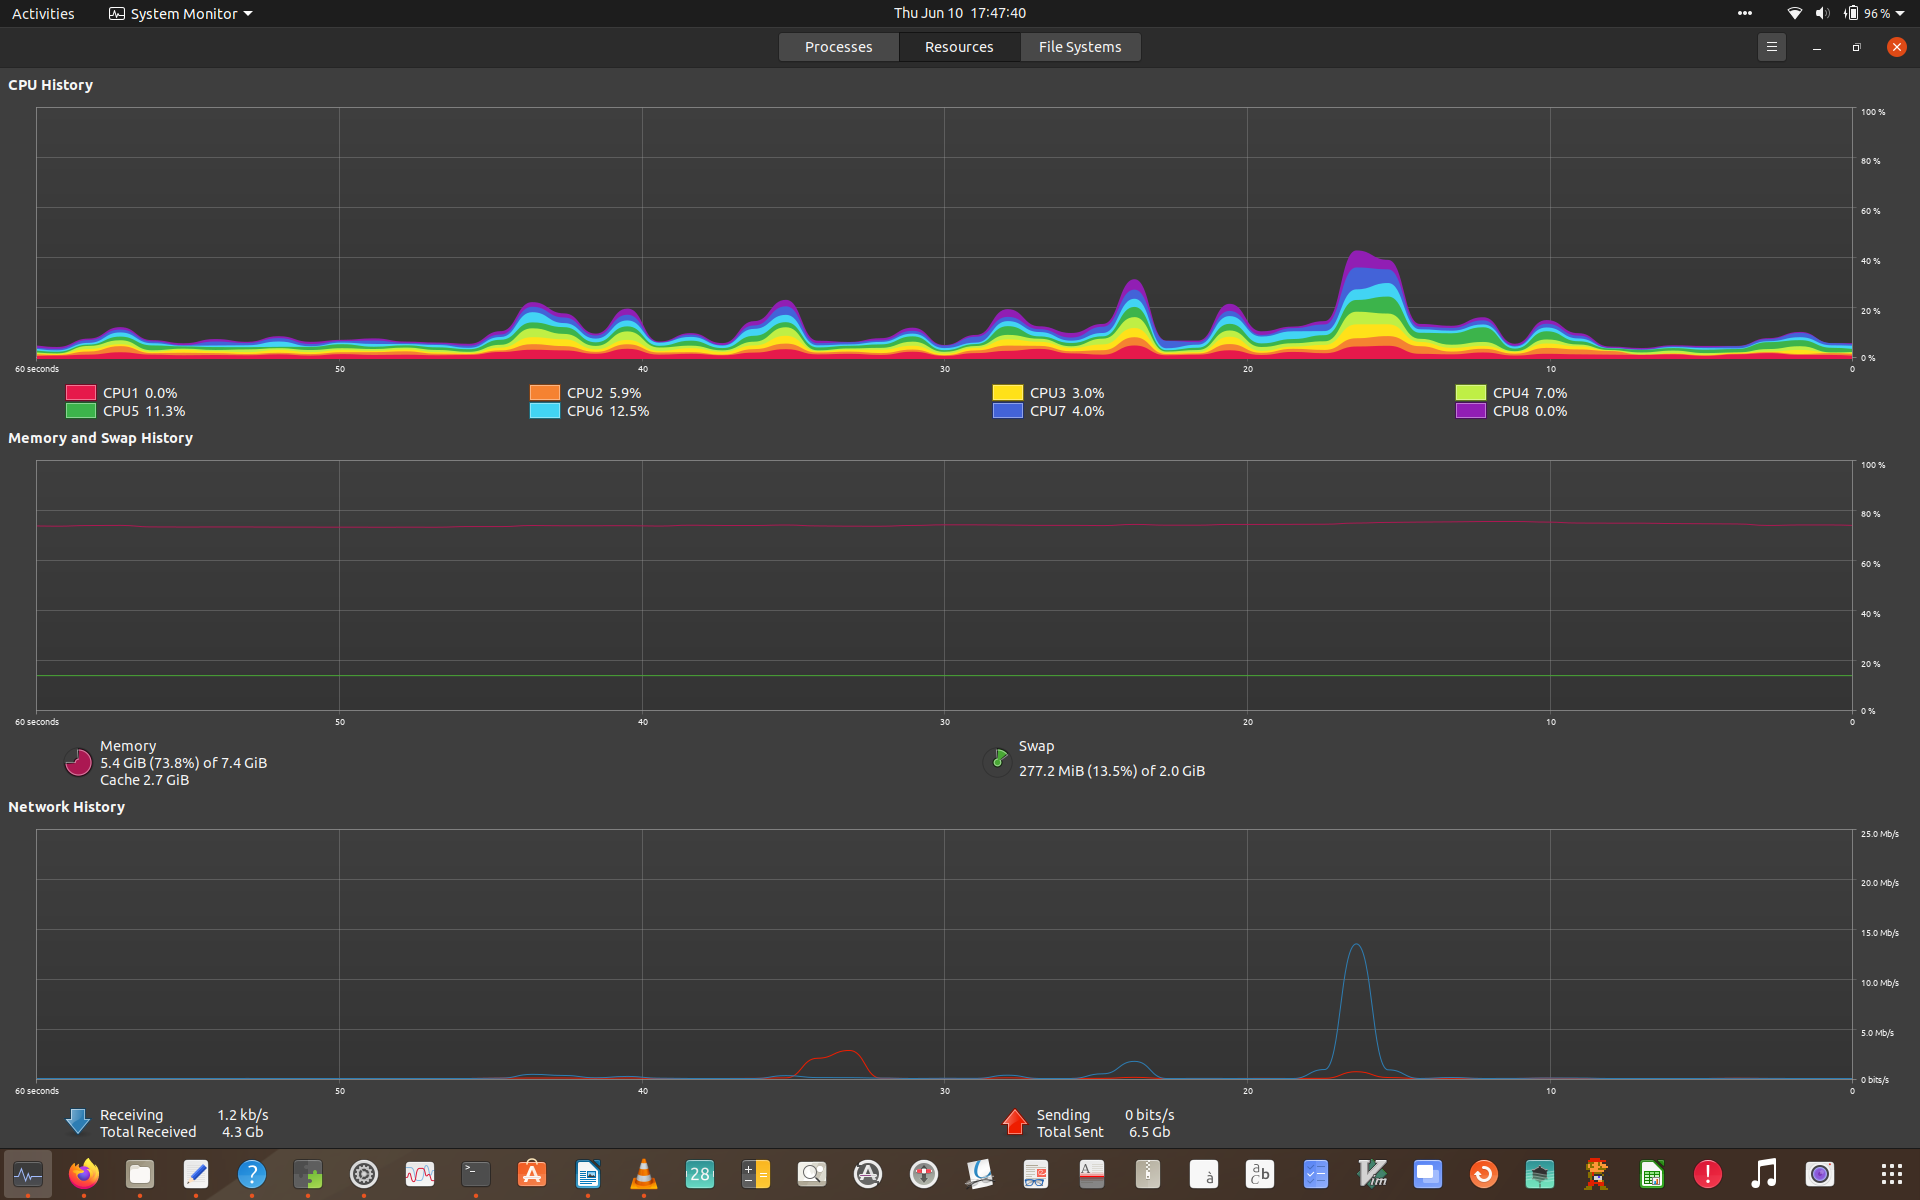 Activities
System Monitor
Thu Jun 10 17:47:40
96 %
Processes
Resources
File Systems
CPU History
100 %
80 %
60 %
40 %
20 %
0 %
60 seconds
50
40
30
20
10
0
CPU1 0.0%
CPU2 5.9%
CPU3 3.0%
CPU4 7.0%
CPU5 11.3%
CPU6 12.5%
CPU7 4.0%
CPU8 0.0%
Memory and Swap History
100 %
80 %
60 %
40 %
20 %
0 %
60 seconds
50
40
30
20
10
0
Memory
5.4 GiB (73.8%) of 7.4 GiB
Cache 2.7 GiB
Swap
277.2 MiB (13.5%) of 2.0 GiB
Network History
25.0 Mb/s
20.0 Mb/s
15.0 Mb/s
10.0 Mb/s
5.0 Mb/s
0 bits/s
60 seconds
50
40
30
20
10
0
Receiving 1.2 kb/s
Total Received 4.3 Gb
Sending 0 bits/s
Total Sent 6.5 Gb
28